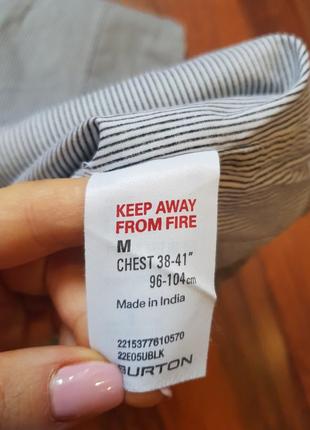 KEEP AWAY
FROM FIRE
M
CHEST 38-41"
96-104cm
Made in India
2215377610570
22E05UBLK
BURTON